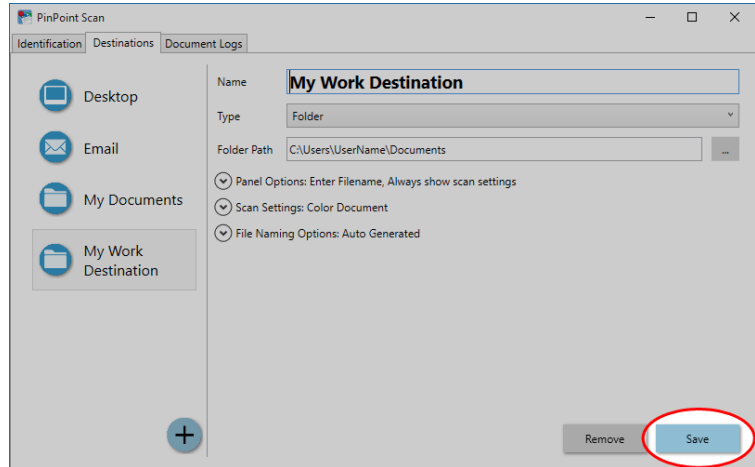 PinPoint Scan
Identification Destinations Document Logs
Desktop
Email
My Documents
My Work
Destination
Name My Work Destination
Type Folder
Folder Path C:\Users\UserName\Documents ...
Panel Options: Enter Filename, Always show scan settings
Scan Settings: Color Document
File Naming Options: Auto Generated
Remove Save